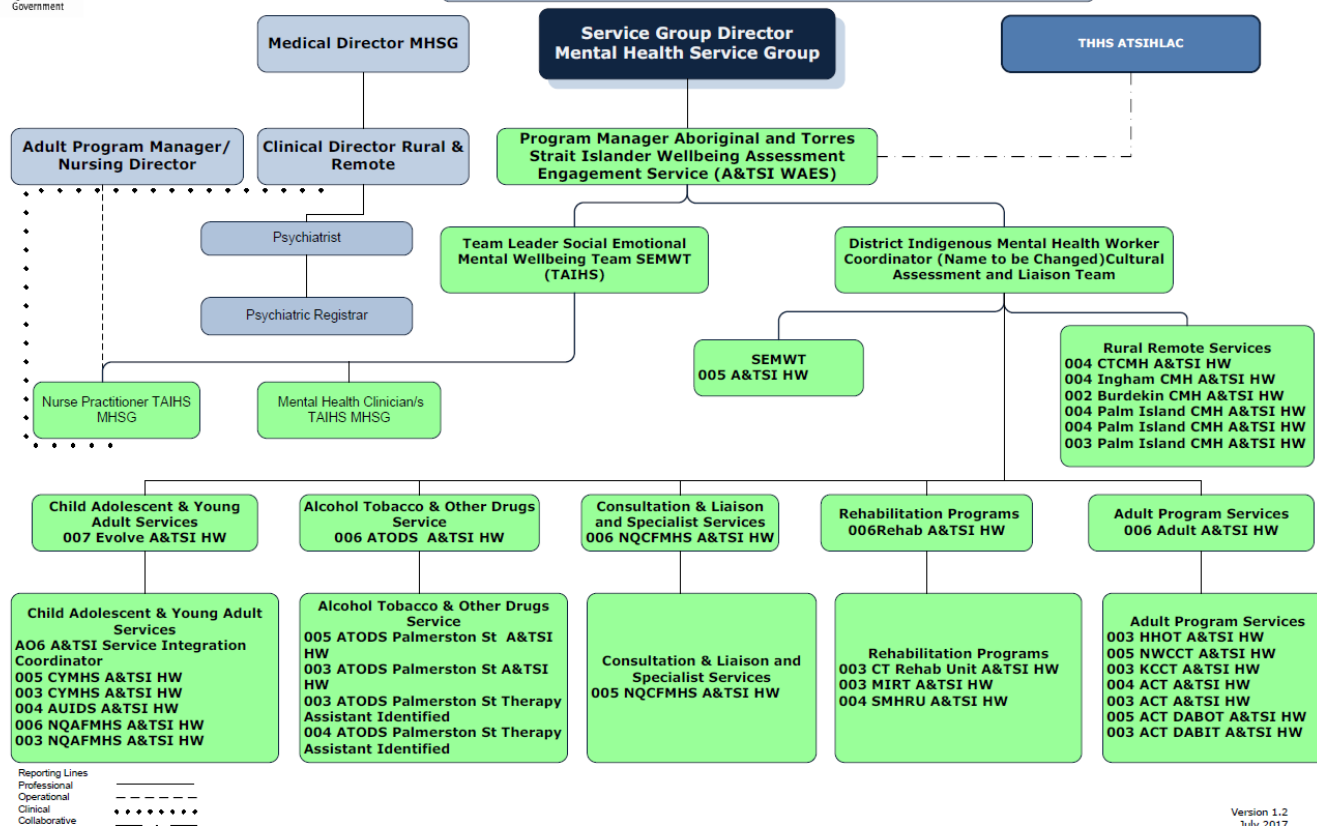 Government
Medical Director MHSG
Service Group Director
Mental Health Service Group
THHS ATSIHLAC
Adult Program Manager/
Nursing Director
Clinical Director Rural &
Remote
Program Manager Aboriginal and Torres
Strait Islander Wellbeing Assessment
Engagement Service (A&TSI WAES)
Psychiatrist
Team Leader Social Emotional
Mental Wellbeing Team SEMWT
(TAIHS)
District Indigenous Mental Health Worker
Coordinator (Name to be Changed)Cultural
Assessment and Liaison Team
Psychiatric Registrar
SEMWT
005 A&TSI HW
Rural Remote Services
004 CTCMH A&TSI HW
004 Ingham CMH A&TSI HW
002 Burdekin CMH A&TSI HW
004 Palm Island CMH A&TSI HW
004 Palm Island CMH A&TSI HW
003 Palm Island CMH A&TSI HW
Nurse Practitioner TAIHS
MHSG
Mental Health Clinician/s
TAIHS MHSG
Child Adolescent & Young
Adult Services
007 Evolve A&TSI HW
Alcohol Tobacco & Other Drugs
Service
006 ATODS A&TSI HW
Consultation & Liaison
and Specialist Services
006 NQCFMHS A&TSI HW
Rehabilitation Programs
006Rehab A&TSI HW
Adult Program Services
006 Adult A&TSI HW
Child Adolescent & Young Adult
Services
AO6 A&TSI Service Integration
Coordinator
005 CYMHS A&TSI HW
003 CYMHS A&TSI HW
004 AUIDS A&TSI HW
006 NQAFMHS A&TSI HW
003 NQAFMHS A&TSI HW
Alcohol Tobacco & Other Drugs
Service
005 ATODS Palmerston St A&TSI
HW
003 ATODS Palmerston St A&TSI
HW
003 ATODS Palmerston St Therapy
Assistant Identified
004 ATODS Palmerston St Therapy
Assistant Identified
Consultation & Liaison and
Specialist Services
005 NQCFMHS A&TSI HW
Rehabilitation Programs
003 CT Rehab Unit A&TSI HW
003 MIRT A&TSI HW
004 SMHRU A&TSI HW
Adult Program Services
003 HHOT A&TSI HW
005 NWCCT A&TSI HW
003 KCCT A&TSI HW
004 ACT A&TSI HW
003 ACT A&TSI HW
005 ACT DABOT A&TSI HW
003 ACT DABIT A&TSI HW
Reporting Lines
Professional
Operational
Clinical
Collaborative
Version 1.2
July 2017